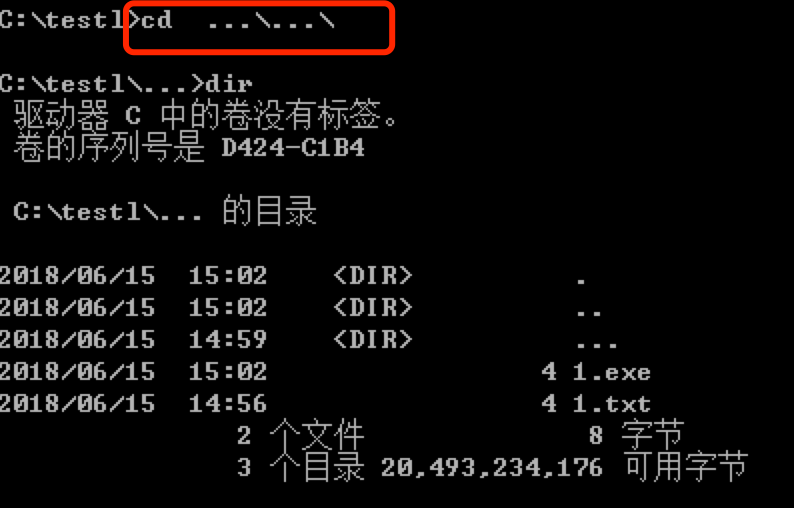 C:\testl>cd  ...\...\
C:\testl\...>dir
驱动器 C 中的卷没有标签。
卷的序列号是 D424-C1B4
C:\testl\... 的目录
2018/06/15  15:02    <DIR>          .
2018/06/15  15:02    <DIR>          ..
2018/06/15  14:59    <DIR>          ...
2018/06/15  15:02                 4 1.exe
2018/06/15  14:56                 4 1.txt
2 个文件              8 字节
3 个目录 20,493,234,176 可用字节